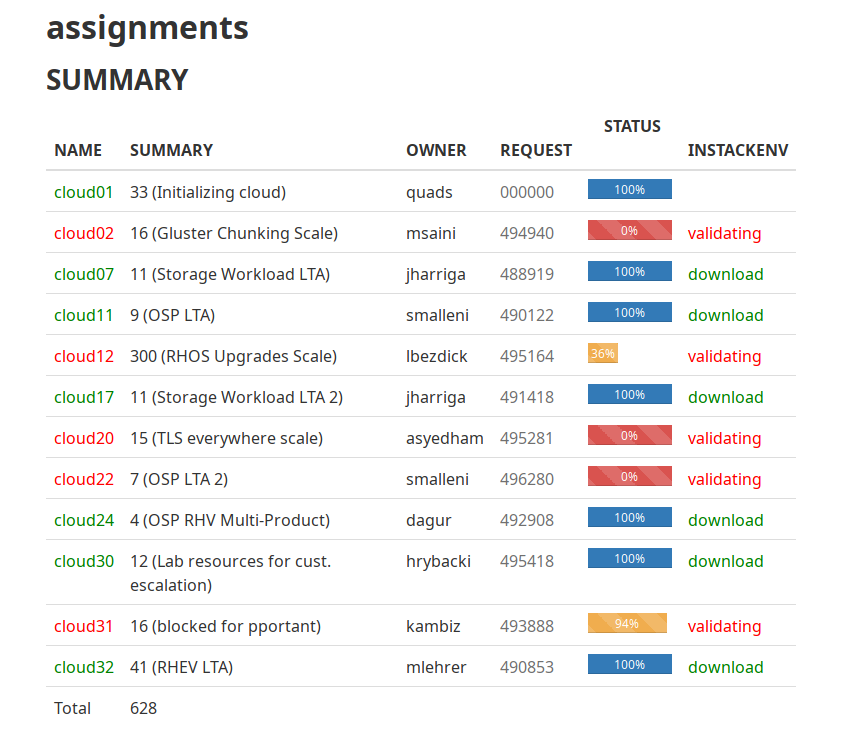 assignments
SUMMARY
NAME SUMMARY OWNER REQUEST STATUS INSTACKENV
cloud01 33 (Initializing cloud) quads 000000 100%
cloud02 16 (Gluster Chunking Scale) msaini 494940 0% validating
cloud07 11 (Storage Workload LTA) jharriga 488919 100% download
cloud11 9 (OSP LTA) smalleni 490122 100% download
cloud12 300 (RHOS Upgrades Scale) lbezdick 495164 36% validating
cloud17 11 (Storage Workload LTA 2) jharriga 491418 100% download
cloud20 15 (TLS everywhere scale) asyedham 495281 0% validating
cloud22 7 (OSP LTA 2) smalleni 496280 0% validating
cloud24 4 (OSP RHV Multi-Product) dagur 492908 100% download
cloud30 12 (Lab resources for cust. hrybacki 495418 100% download
escalation)
cloud31 16 (blocked for pportant) kambiz 493888 94% validating
cloud32 41 (RHEV LTA) mlehrer 490853 100% download
Total 628